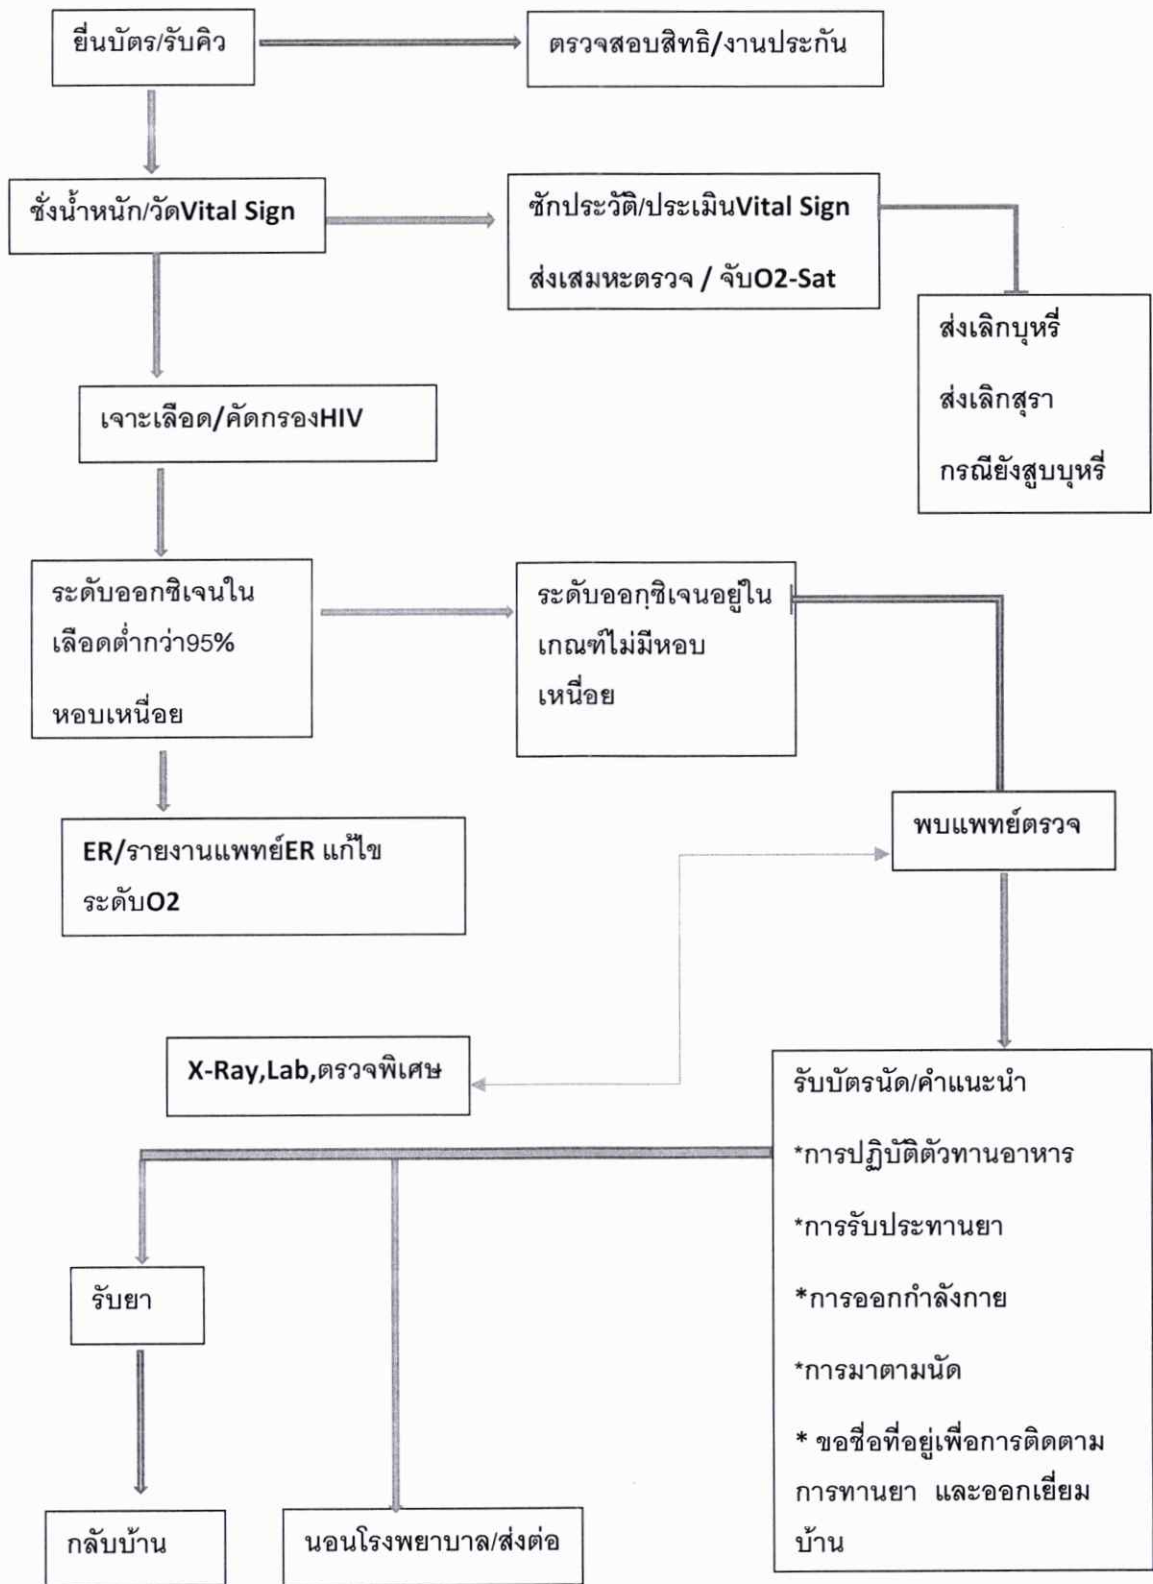 ยื่นบัตร/รับคิว
ตรวจสอบสิทธิ/งานประกัน
ชั่งน้ำหนัก/วัดVital Sign
ซักประวัติ/ประเมินVital Sign
ส่งเสมหะตรวจ / จับO2-Sat
ส่งเลิกบุหรี่
ส่งเลิกสุรา
กรณียังสูบบุหรี่
เจาะเลือด/คัดกรองHIV
ระดับออกซิเจนใน
เลือดต่ำกว่า95%
หอบเหนื่อย
ระดับออกซิเจนอยู่ใน
เกณฑ์ไม่มีหอบ
เหนื่อย
พบแพทย์ตรวจ
ER/รายงานแพทย์ER แก้ไข
ระดับO2
X-Ray,Lab,ตรวจพิเศษ
รับบัตรนัด/คำแนะนำ
*การปฏิบัติตัวทานอาหาร
*การรับประทานยา
*การออกกำลังกาย
*การมาตามนัด
* ขอชื่อที่อยู่เพื่อการติดตาม
การทานยา และออกเยี่ยม
บ้าน
รับยา
กลับบ้าน
นอนโรงพยาบาล/ส่งต่อ